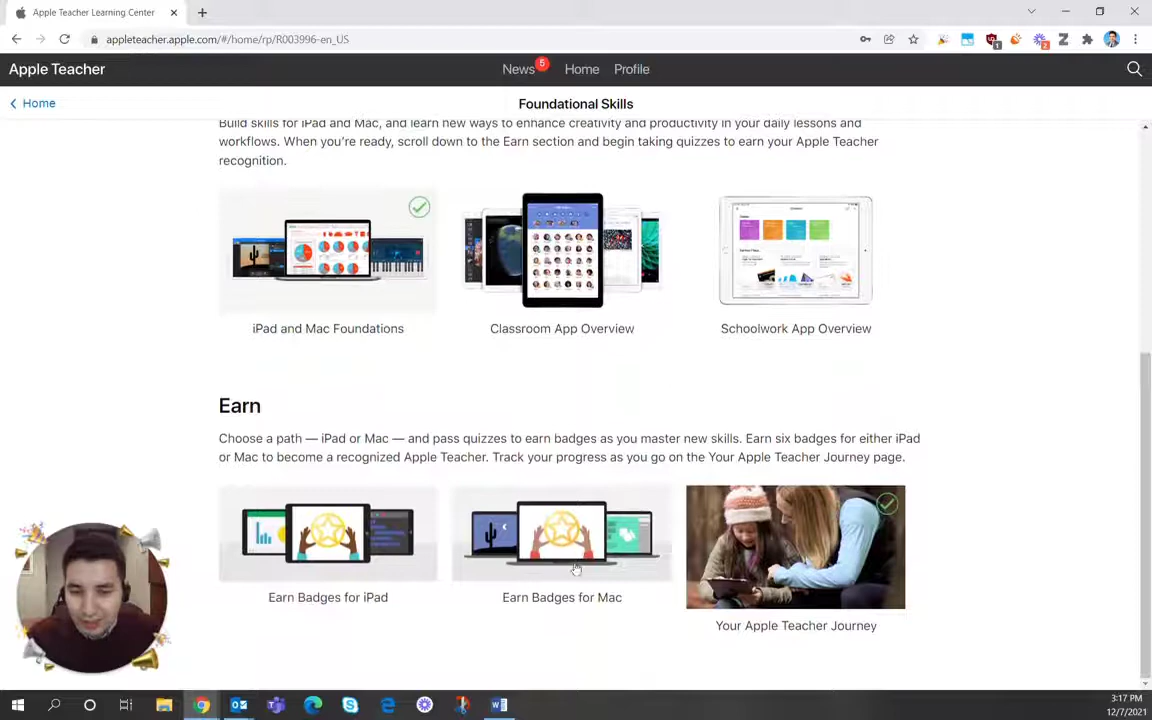 Apple Teacher Learning Center
appleteacher.apple.com/#/home/rp/R003996-en_US
Apple Teacher
News 5 Home Profile
Home
Foundational Skills
Build skills for iPad and Mac, and learn new ways to enhance creativity and productivity in your daily lessons and
workflows. When you're ready, scroll down to the Earn section and begin taking quizzes to earn your Apple Teacher
recognition.
iPad and Mac Foundations
Classroom App Overview
Schoolwork App Overview
Earn
Choose a path — iPad or Mac — and pass quizzes to earn badges as you master new skills. Earn six badges for either iPad
or Mac to become a recognized Apple Teacher. Track your progress as you go on the Your Apple Teacher Journey page.
Earn Badges for iPad
Earn Badges for Mac
Your Apple Teacher Journey
3:17 PM
12/7/2021